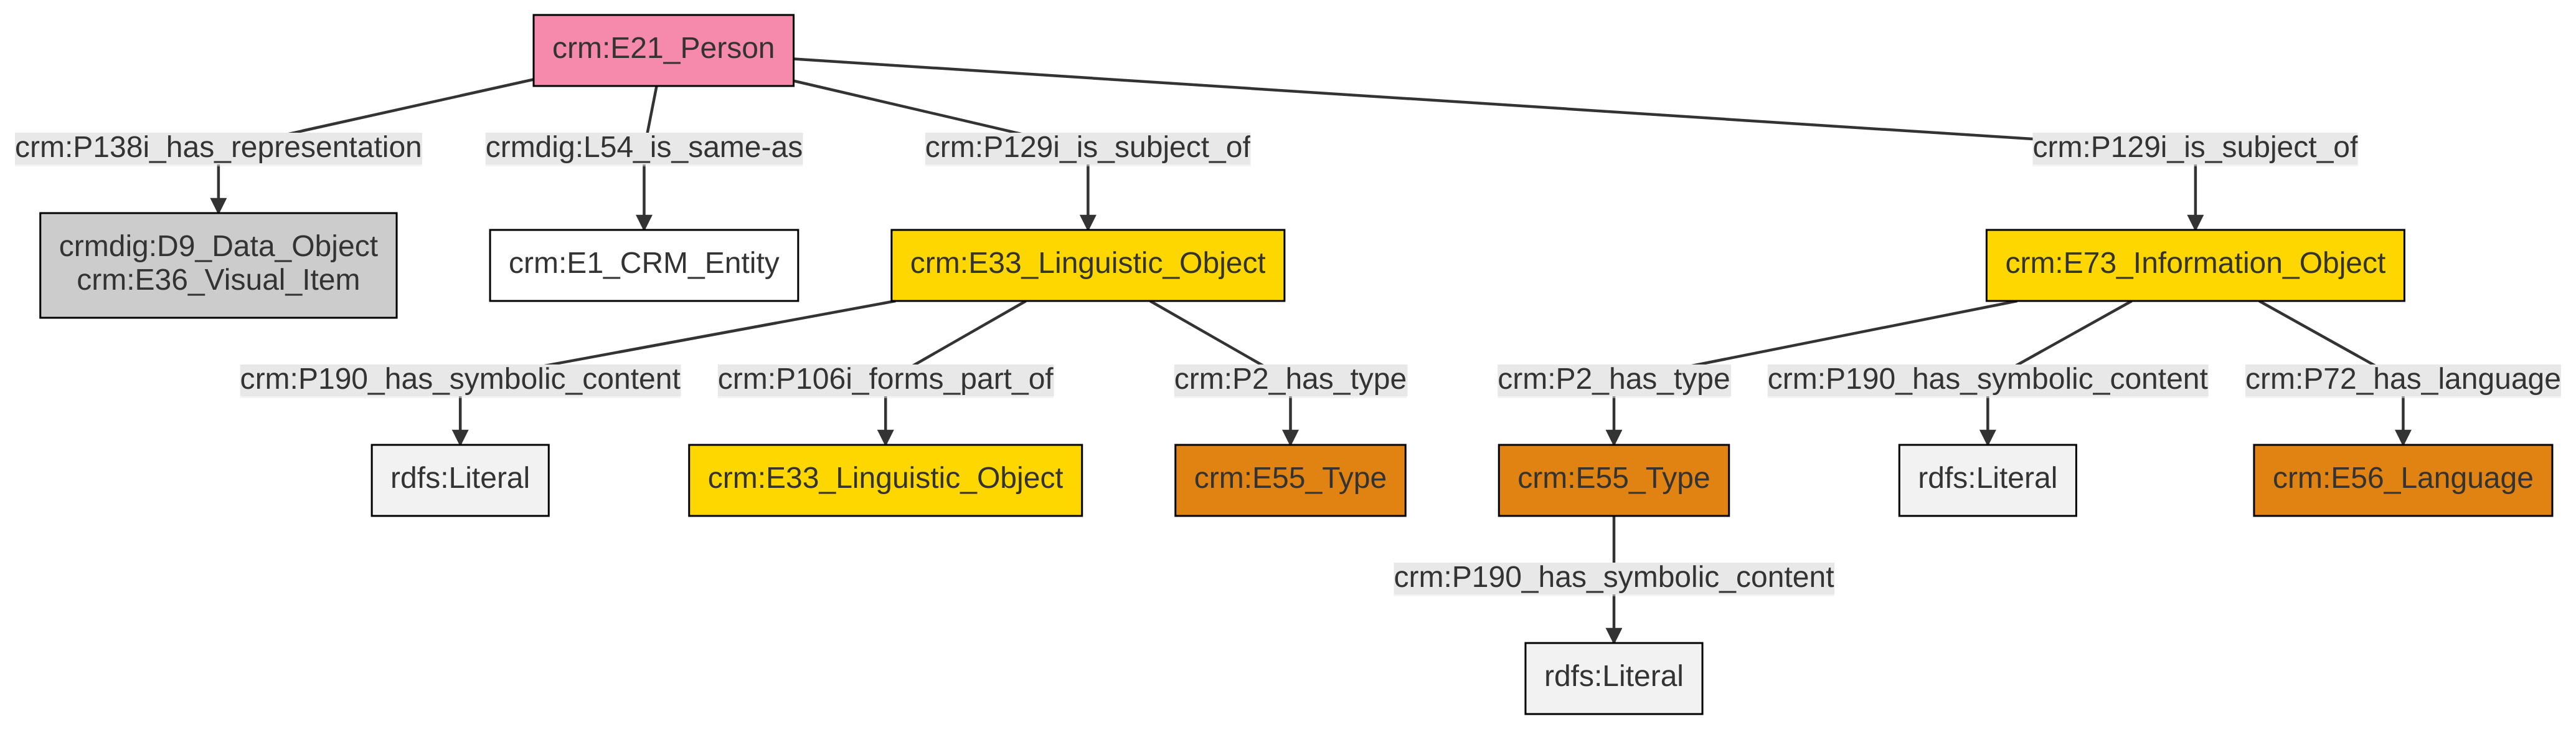 crm:E21_Person
crm:P138i_has_representation
crmdig:L54_is_same-as
crm:P129i_is_subject_of
crm:P129i_is_subject_of
crmdig:D9_Data_Object
crm:E36_Visual_Item
crm:E1_CRM_Entity
crm:E33_Linguistic_Object
crm:E73_Information_Object
crm:P190_has_symbolic_content
crm:P106i_forms_part_of
crm:P2_has_type
crm:P2_has_type
crm:P190_has_symbolic_content
crm:P72_has_language
rdfs:Literal
crm:E33_Linguistic_Object
crm:E55_Type
crm:E55_Type
rdfs:Literal
crm:E56_Language
crm:P190_has_symbolic_content
rdfs:Literal